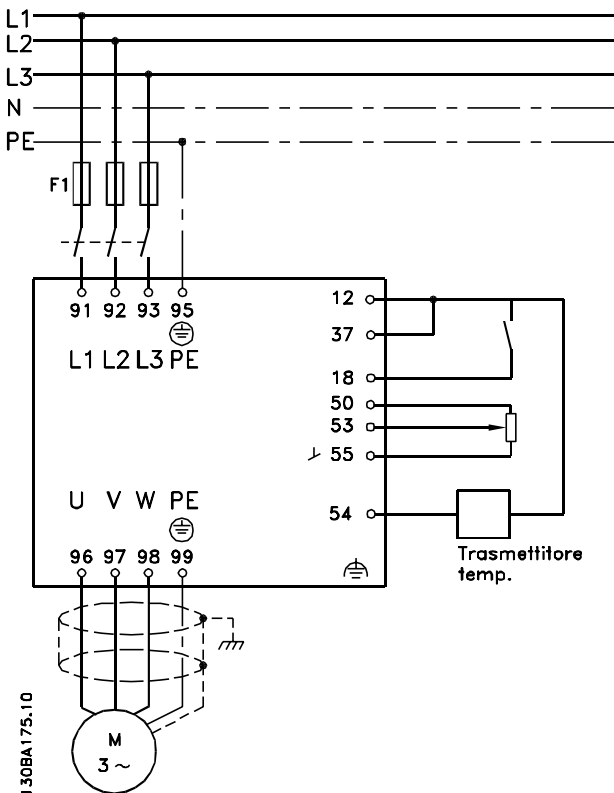 L1
L2
L3
N
PE
F1
91 92 93 95
L1 L2 L3 PE
12
37
18
50
53
55
54
U V W PE
96 97 98 99
Trasmettitore
temp.
M
3 ~
130BA175.10